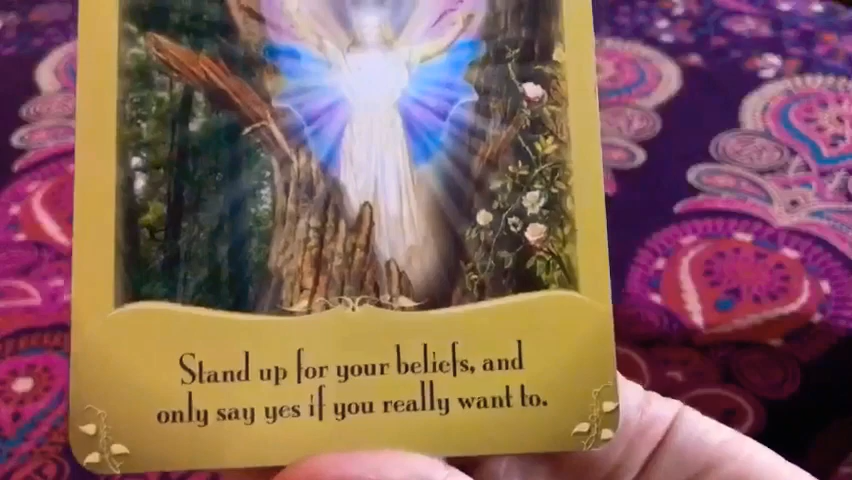 Stand up for your beliefs, and
only say yes if you really want to.